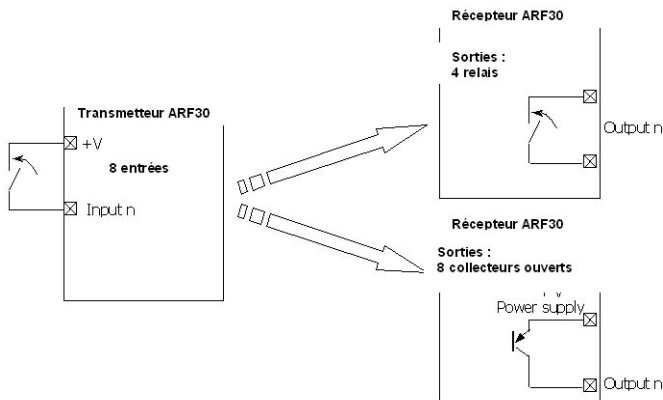 Transmetteur ARF30
+V
8 entrées
Input n
Récepteur ARF30
Sorties :
4 relais
Output n
Récepteur ARF30
Sorties :
8 collecteurs ouverts
Power supply
Output n